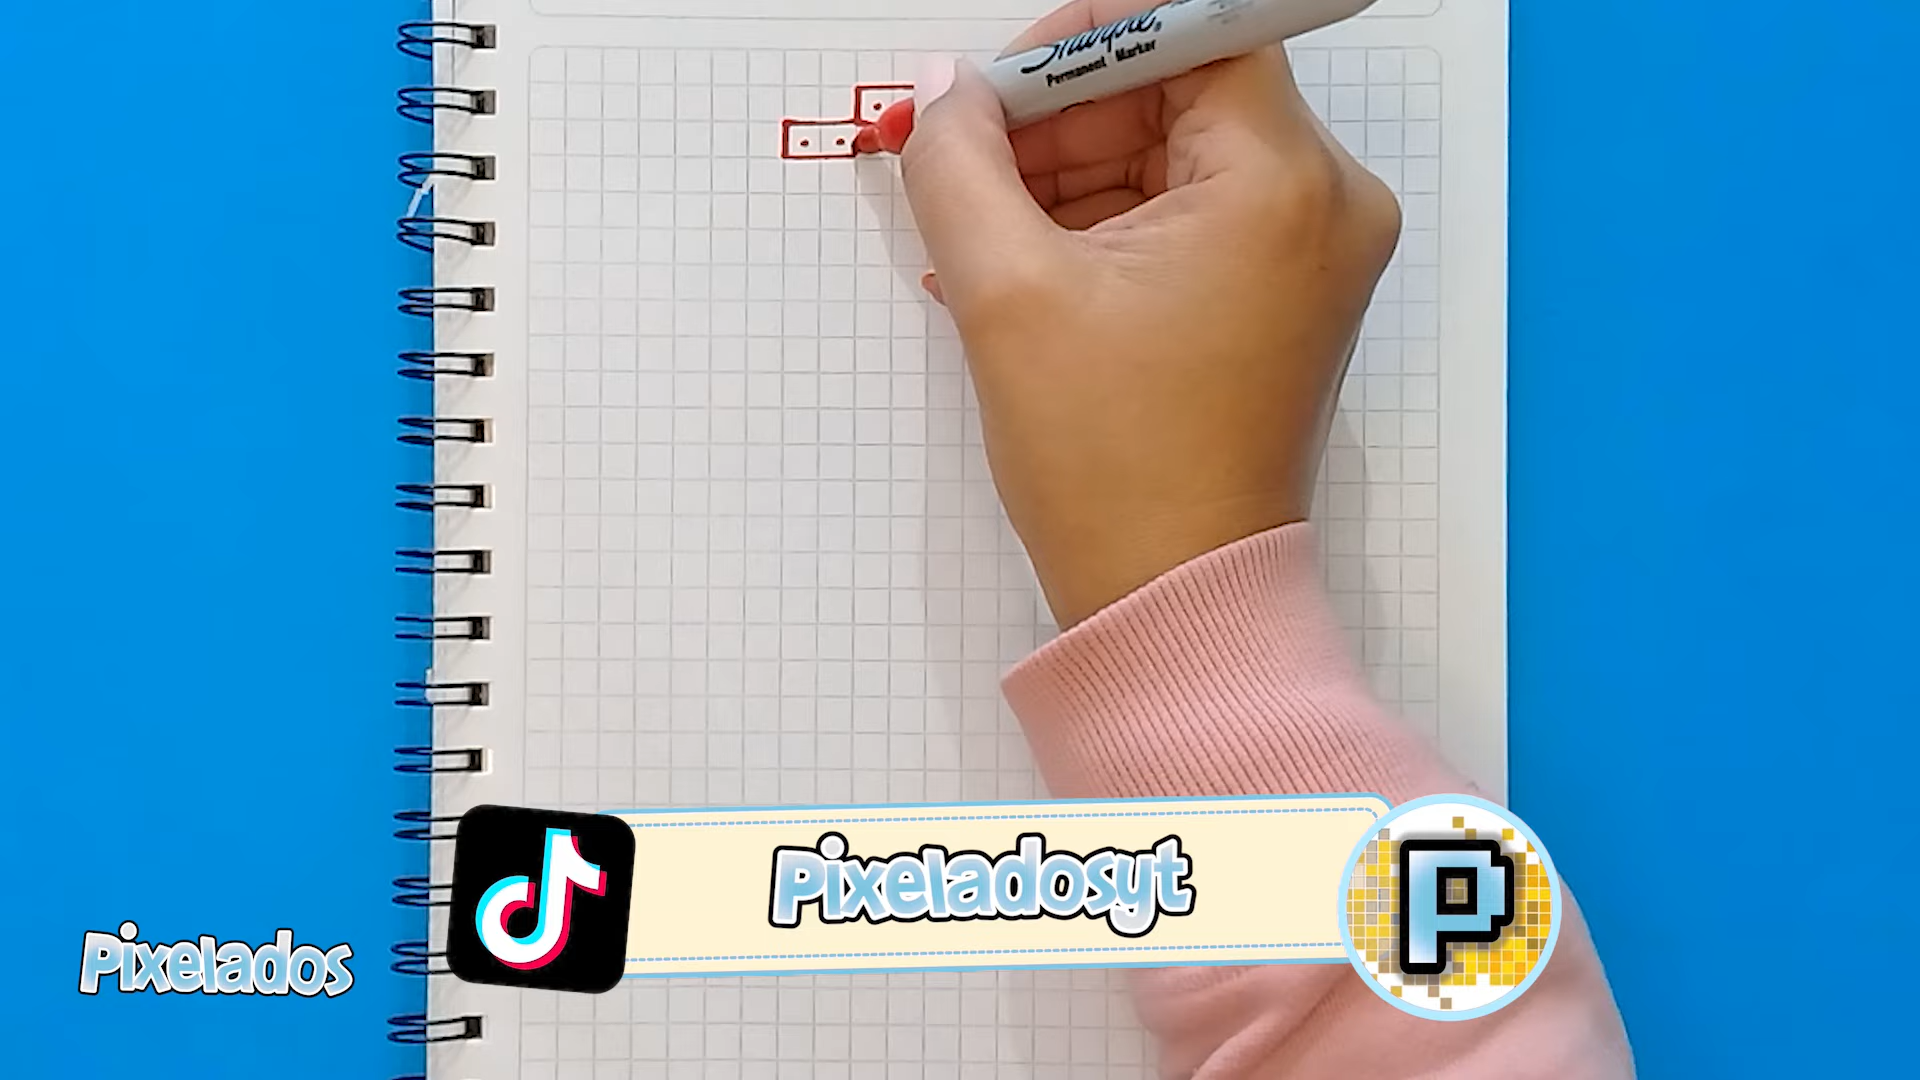 Sharpie
Permanent Marker
Pixeladosyt
P
Pixelados